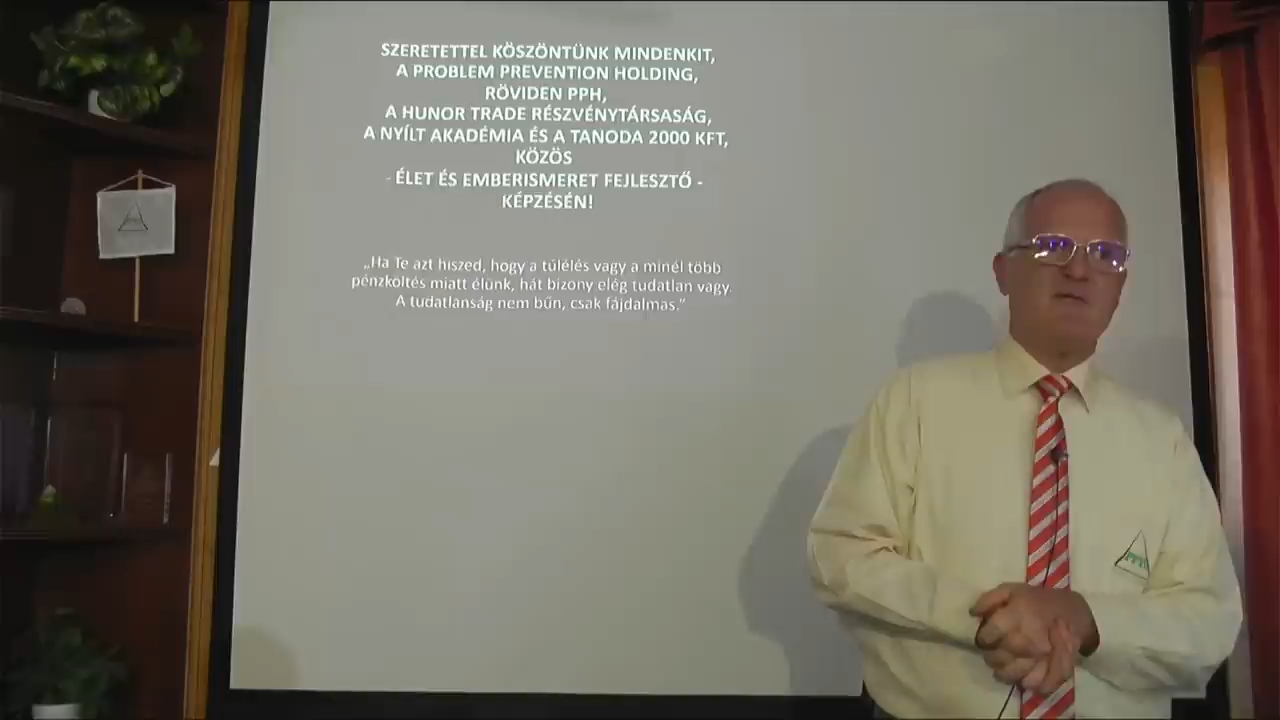 SZERETETTEL KÖSZÖNTÜNK MINDENKIT,
A PROBLEM PREVENTION HOLDING,
RÖVIDEN PPH,
A HUNOR TRADE RÉSZVÉNYTÁRSASÁG,
A NYÍLT AKADÉMIA ÉS A TANODA 2000 KFT,
KÖZÖS
- ÉLET ÉS EMBERISMERET FEJLESZTŐ -
KÉPZÉSÉN!
„Ha Te azt hiszed, hogy a túlélés vagy a minél több
pénzköltés miatt élünk, hát bizony elég tudatlan vagy.
A tudatlanság nem bűn, csak fájdalmas.”
PPH